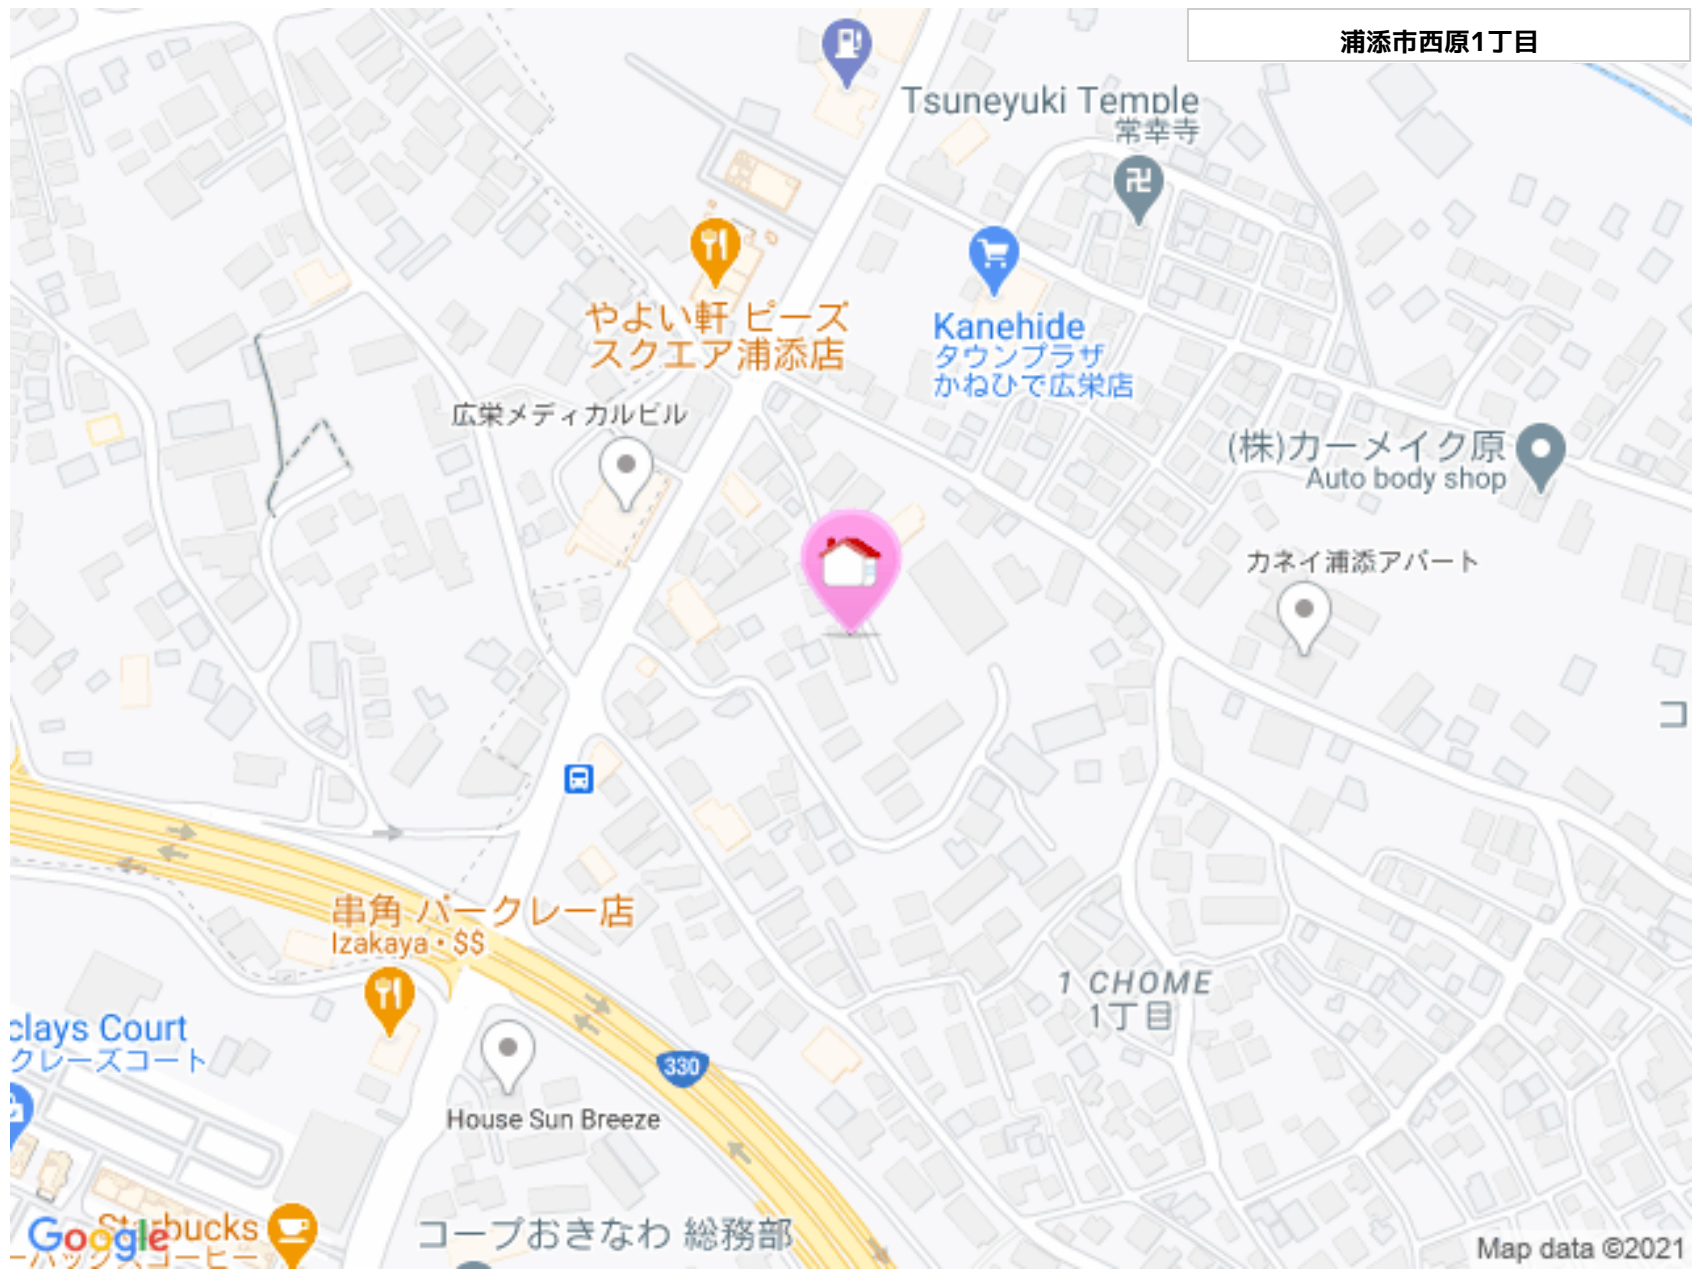 浦添市西原1丁目
Tsuneyuki Temple
常幸寺
やよい軒 ピーズ
スクエア浦添店
Kanehide
タウンプラザ
かねひで広栄店
広栄メディカルビル
(株)カーメイク原
Auto body shop
カネイ浦添アパート
コ
串角 パークレー店
Izakaya・$$
1 CHOME
1丁目
clays Court
クレーズコート
330
House Sun Breeze
Starbucks
Google
コープおきなわ 総務部
Map data ©2021